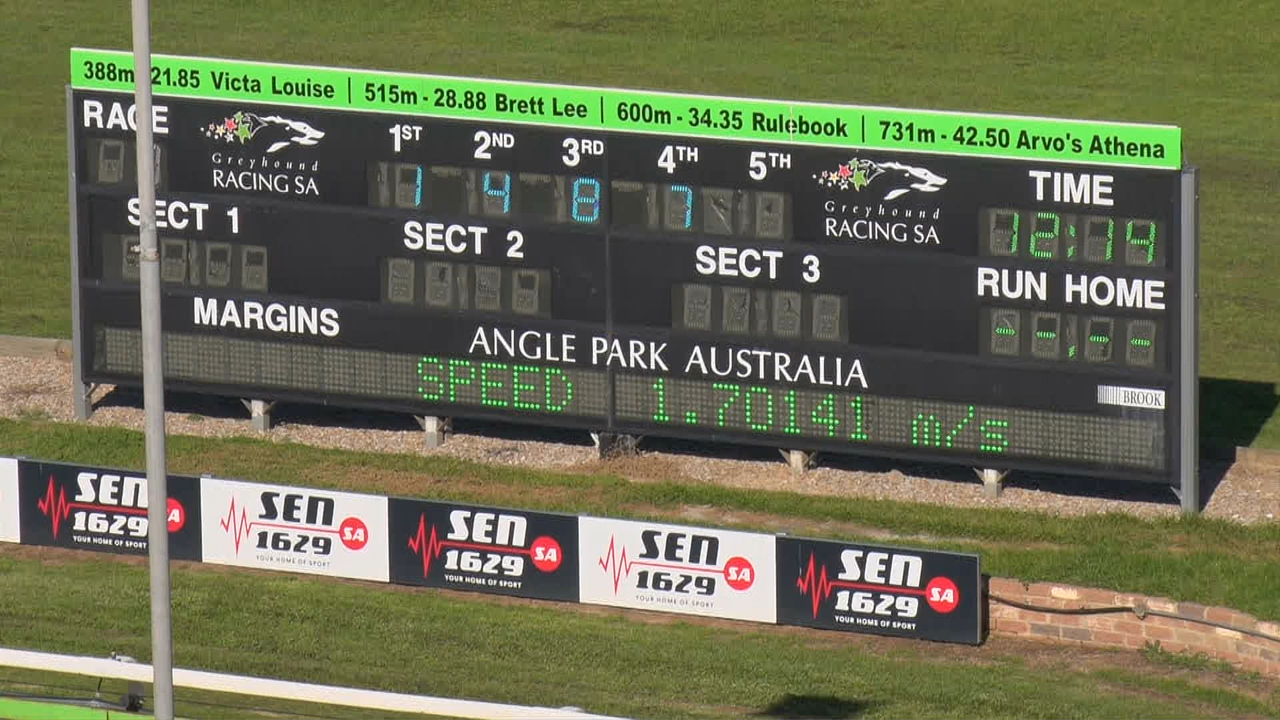 388m 21.85 Victa Louise | 515m - 28.88 Brett Lee | 600m - 34.35 Rulebook | 731m - 42.50 Arvo's Athena
RACE
Greyhound
RACING SA
1ST 2ND 3RD 4TH 5TH
1 4 8 7
Greyhound
RACING SA
TIME
12:14
SECT 1
SECT 2
SECT 3
RUN HOME
--:--
MARGINS
ANGLE PARK AUSTRALIA
BROOK
SPEED 1.70141 m/s
SEN
1629 SA
YOUR HOME OF SPORT
SEN
1629 SA
YOUR HOME OF SPORT
SEN
1629 SA
YOUR HOME OF SPORT
SEN
1629 SA
YOUR HOME OF SPORT
SEN
1629 SA
YOUR HOME OF SPORT